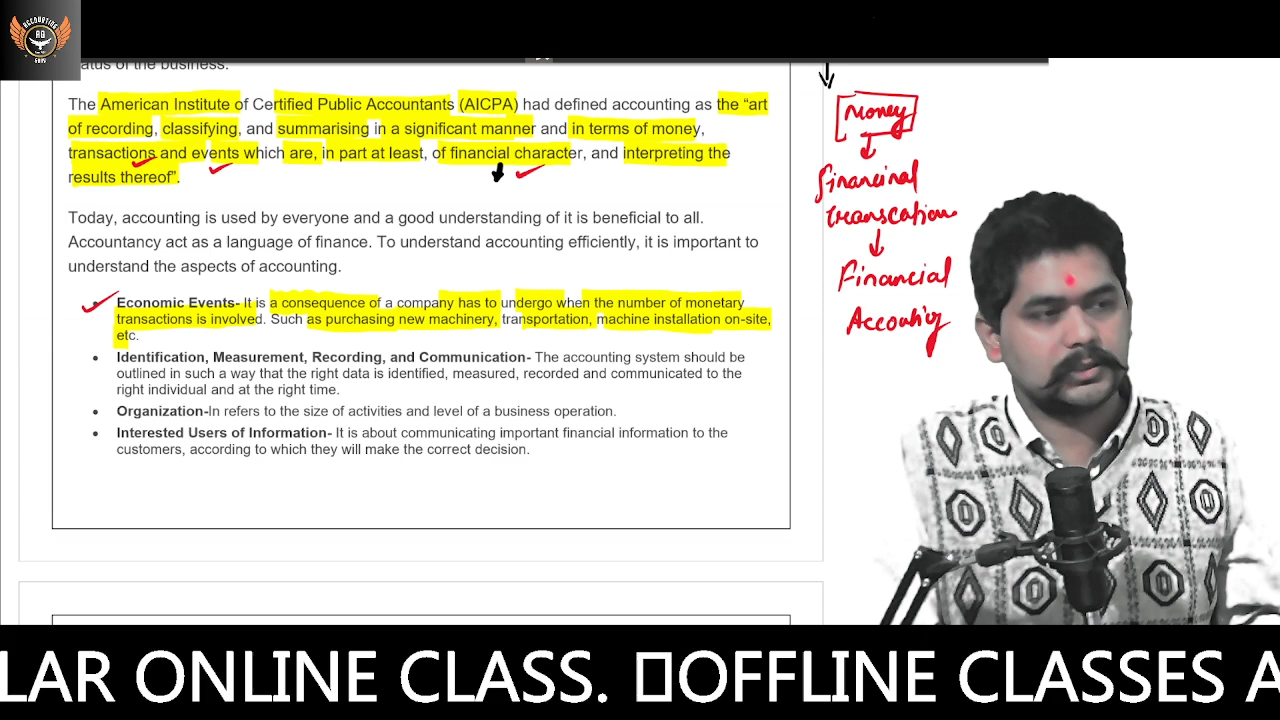 ACCOUNTING
AG
EASY
atus of the business.
The American Institute of Certified Public Accountants (AICPA) had defined accounting as the “art
of recording, classifying, and summarising in a significant manner and in terms of money,
transactions and events which are, in part at least, of financial character, and interpreting the
results thereof”.
Today, accounting is used by everyone and a good understanding of it is beneficial to all.
Accountancy act as a language of finance. To understand accounting efficiently, it is important to
understand the aspects of accounting.
• Economic Events- It is a consequence of a company has to undergo when the number of monetary
transactions is involved. Such as purchasing new machinery, transportation, machine installation on-site,
etc.
• Identification, Measurement, Recording, and Communication- The accounting system should be
outlined in such a way that the right data is identified, measured, recorded and communicated to the
right individual and at the right time.
• Organization-In refers to the size of activities and level of a business operation.
• Interested Users of Information- It is about communicating important financial information to the
customers, according to which they will make the correct decision.
Money
Financinal
Transcation
Financial
Accouting
LAR ONLINE CLASS. OFFLINE CLASSES A